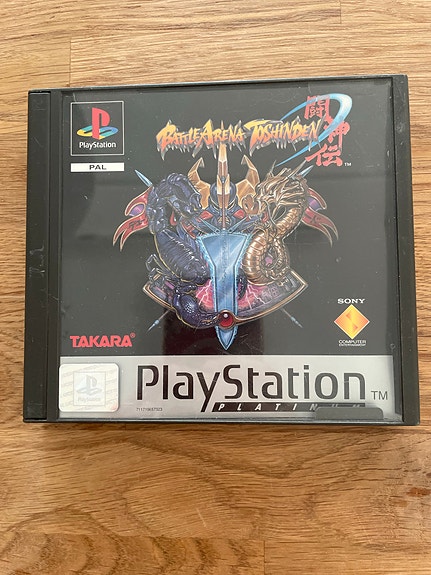 PlayStation
PAL
BATTLE ARENA TOSHINDEN
闘神伝
TM
SONY
COMPUTER
ENTERTAINMENT
TAKARA®
PlayStation TM
PLATINUM